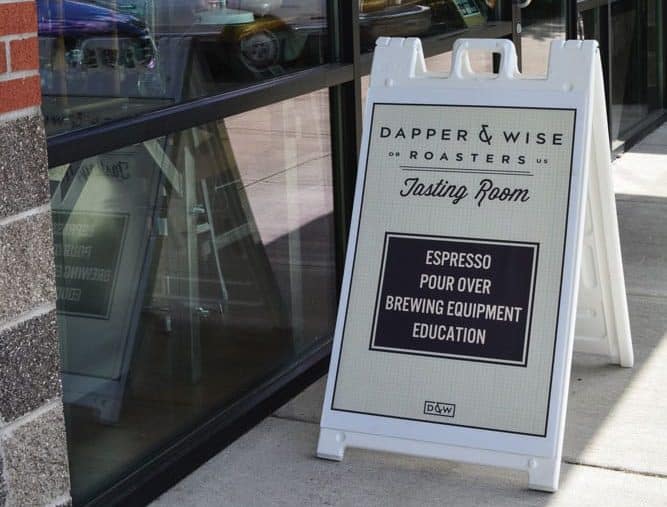 DAPPER & WISE
OR ROASTERS US
Tasting Room
ESPRESSO
POUR OVER
BREWING EQUIPMENT
EDUCATION
D&W